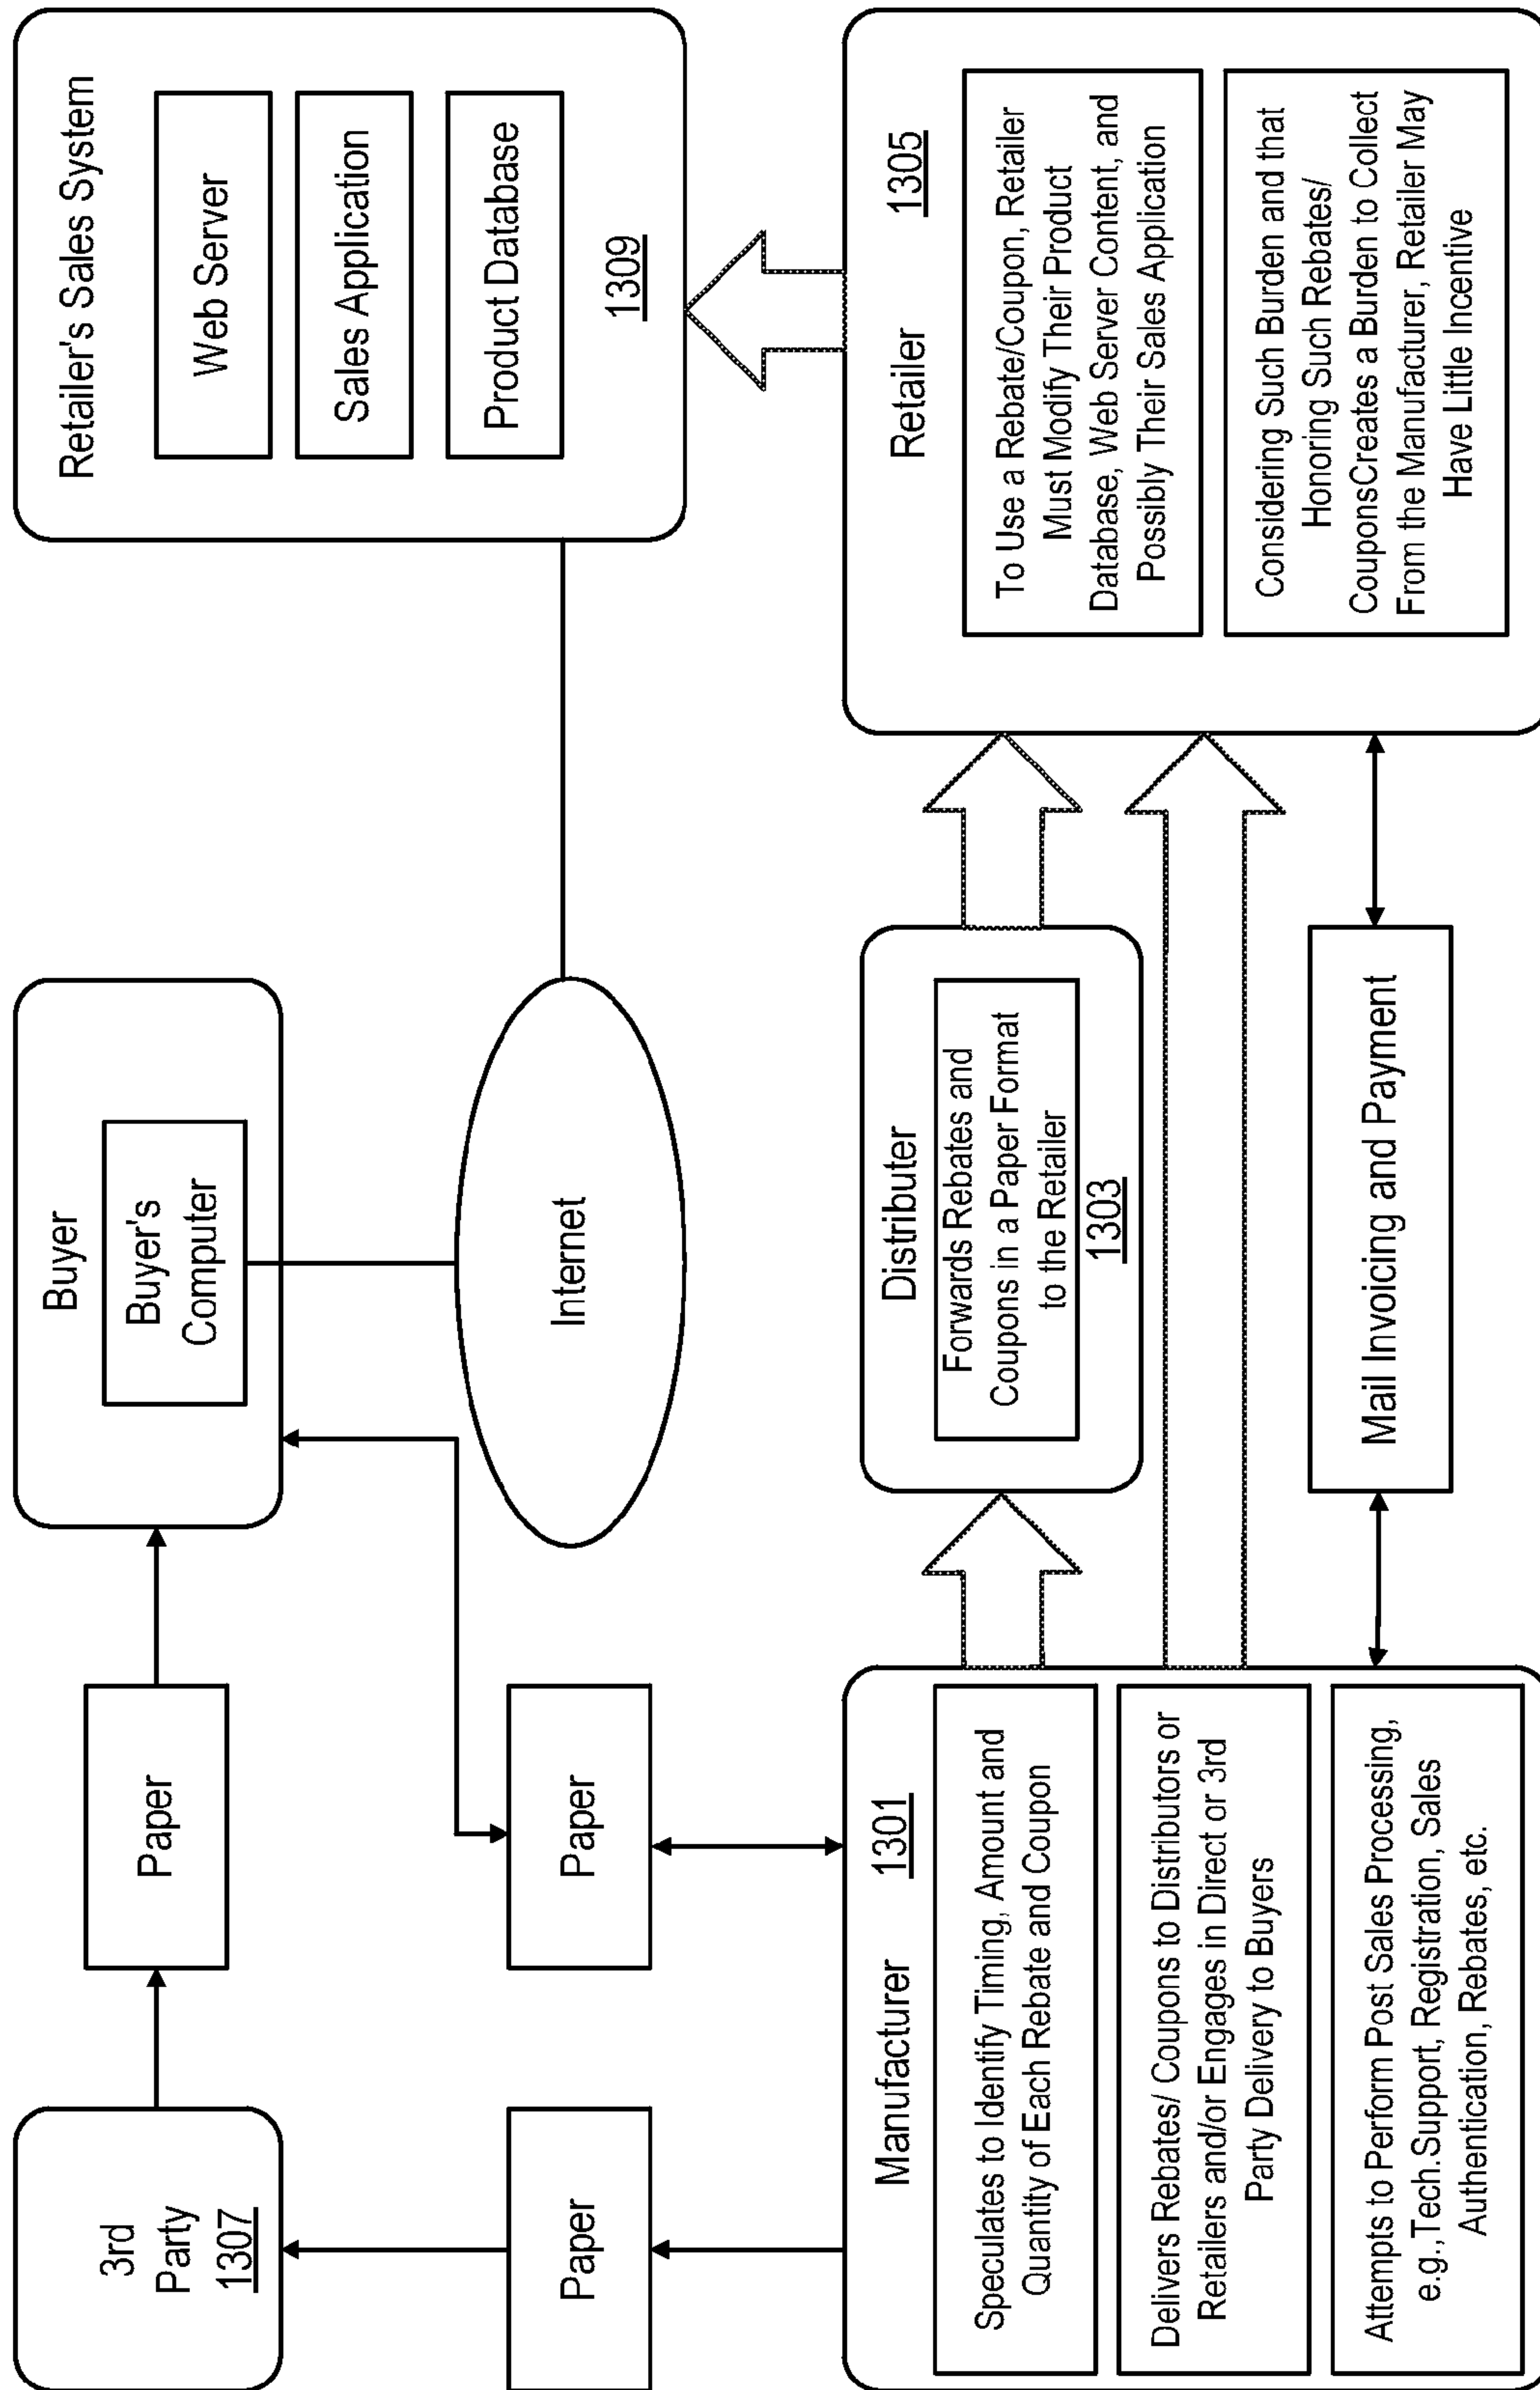 3rd
Party
1307
Paper
Buyer
Buyer's
Computer
Retailer's Sales System
Web Server
Sales Application
Product Database
1309
Paper
Paper
Internet
Manufacturer
1301
Speculates to Identify Timing, Amount and
Quantity of Each Rebate and Coupon
Delivers Rebates/ Coupons to Distributors or
Retailers and/or Engages in Direct or 3rd
Party Delivery to Buyers
Attempts to Perform Post Sales Processing,
e.g.,Tech.Support, Registration, Sales
Authentication, Rebates, etc.
Distributer
Forwards Rebates and
Coupons in a Paper Format
to the Retailer
1303
Mail Invoicing and Payment
Retailer
1305
To Use a Rebate/Coupon, Retailer
Must Modify Their Product
Database, Web Server Content, and
Possibly Their Sales Application
Considering Such Burden and that
Honoring Such Rebates/
CouponsCreates a Burden to Collect
From the Manufacturer, Retailer May
Have Little Incentive